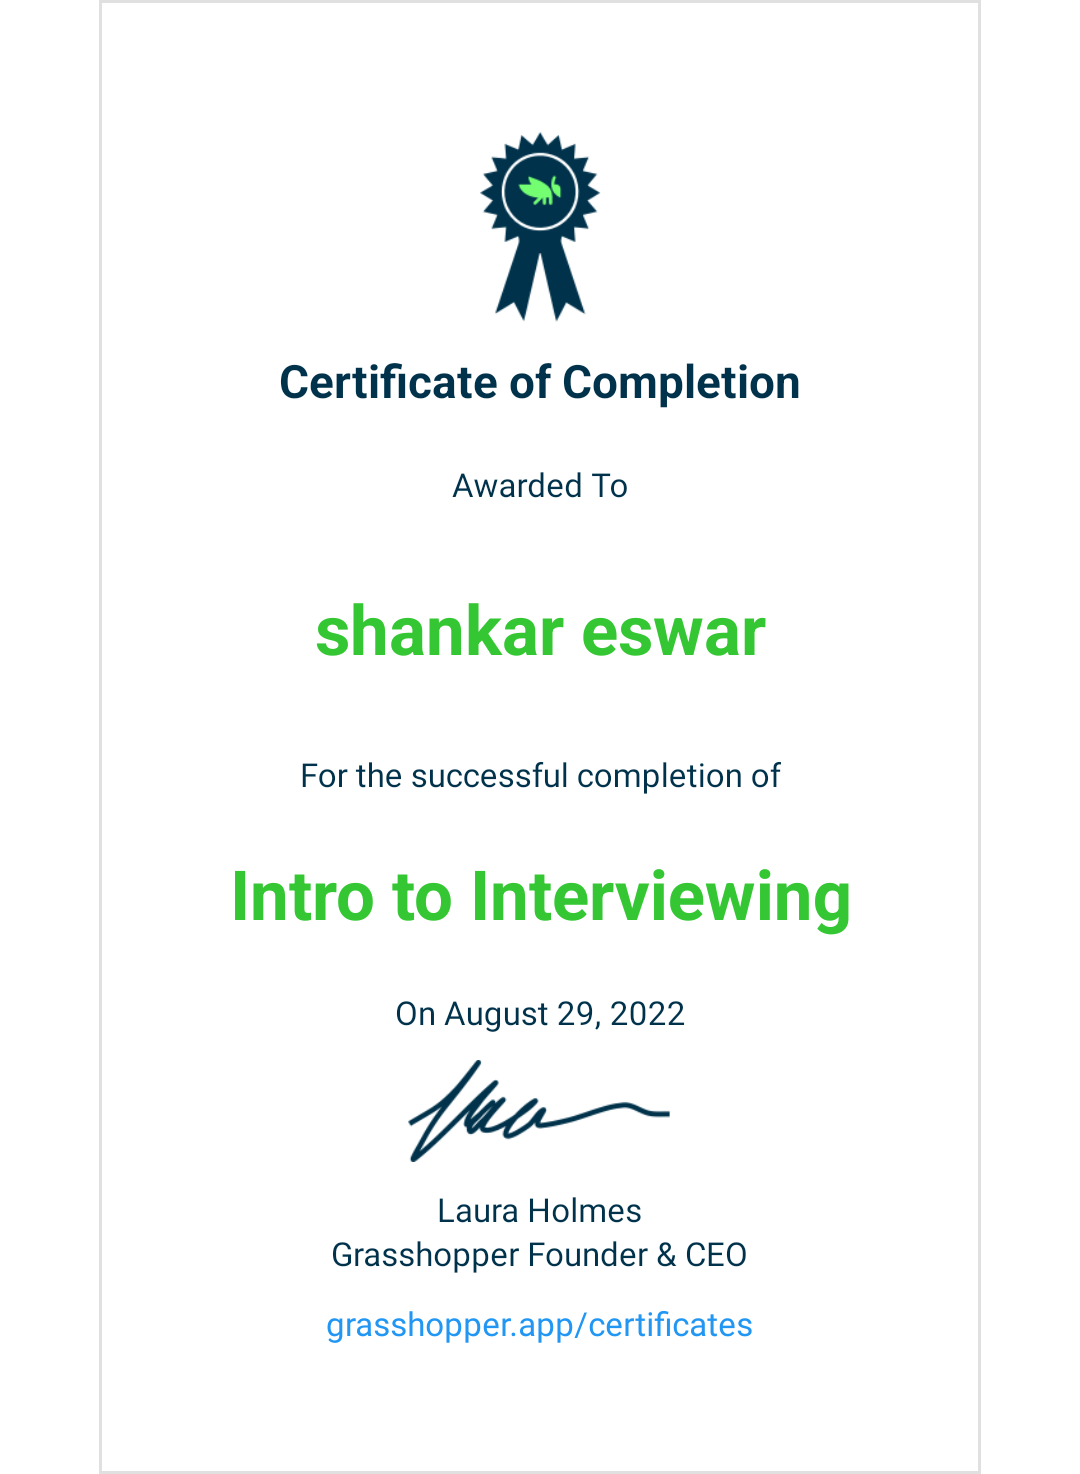 Certificate of Completion
Awarded To
shankar eswar
For the successful completion of
Intro to Interviewing
On August 29, 2022
Laura Holmes
Grasshopper Founder & CEO
grasshopper.app/certificates